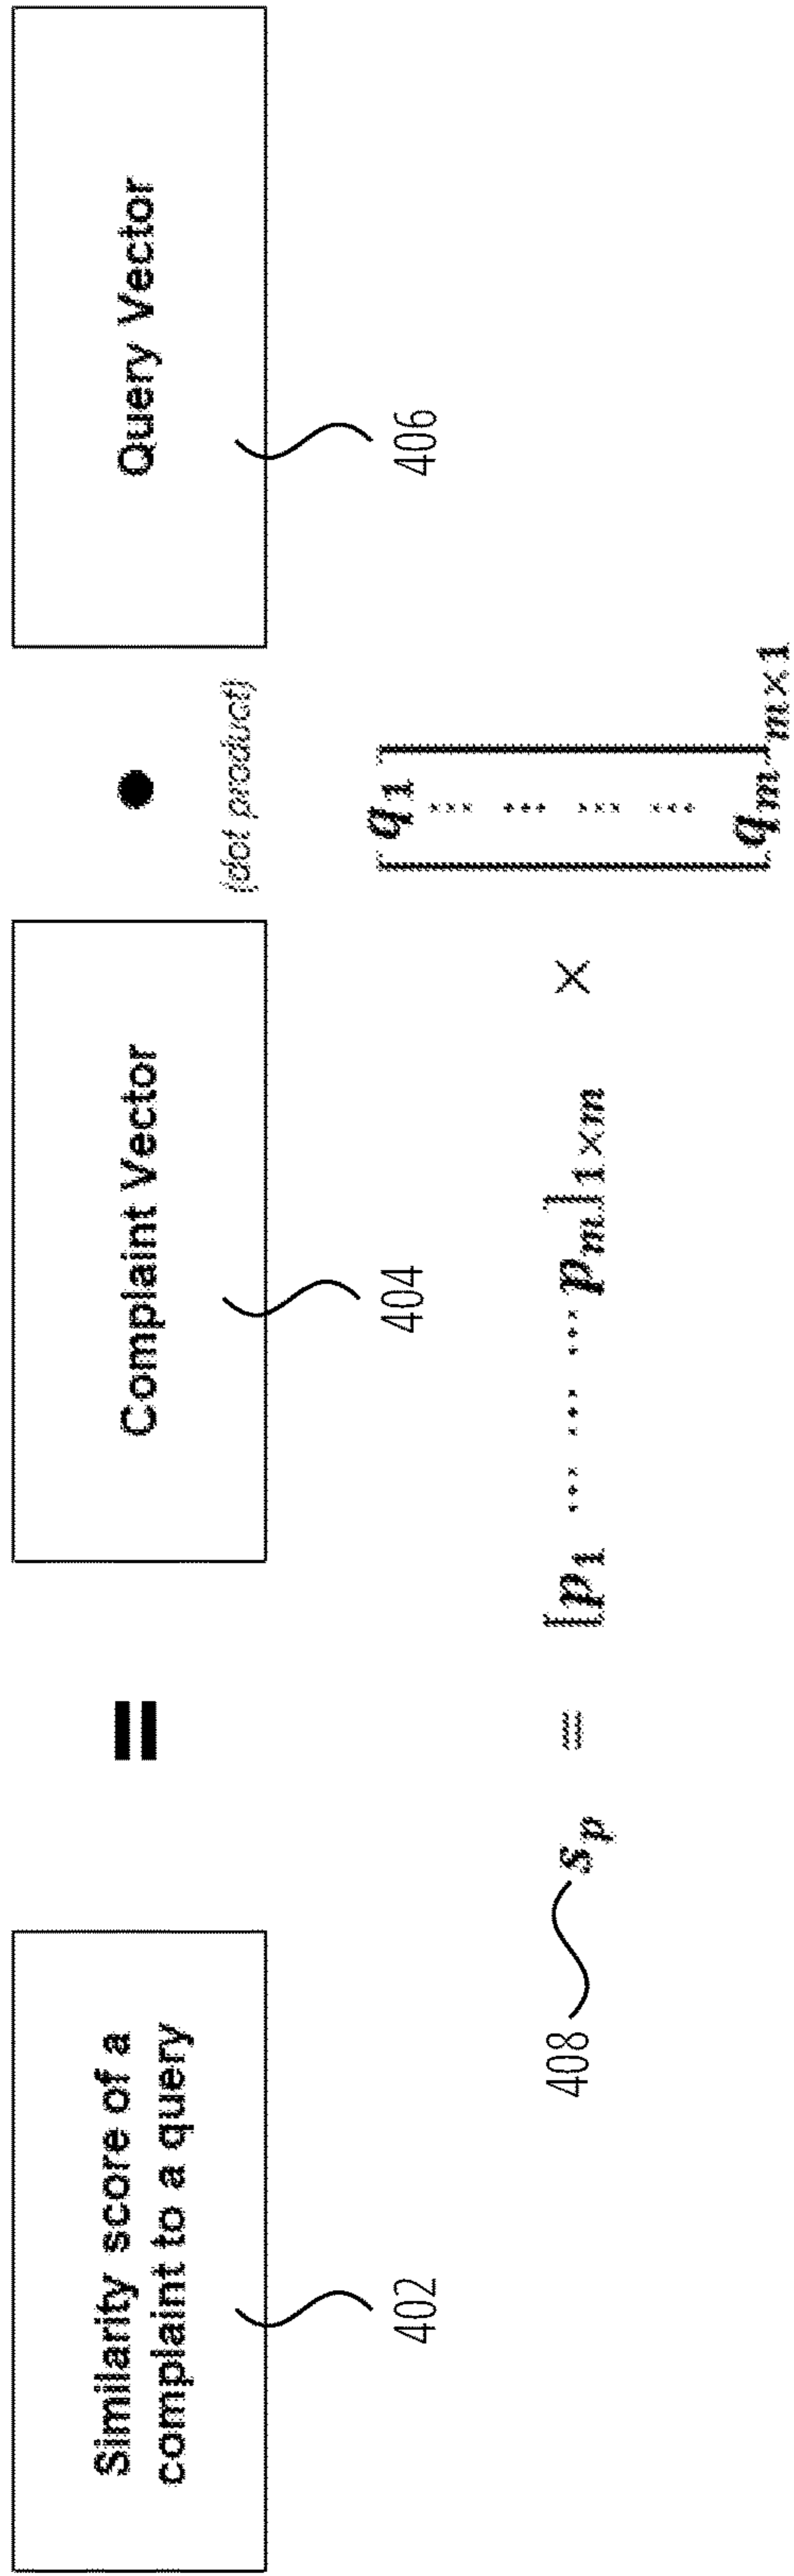 Similarity score of a
complaint to a query
402
=
Complaint Vector
404
•
(dot product)
Query Vector
406
408
s_p = [p_1 ... ... ... p_m]_{1×m} ×
q_1
...
...
...
...
q_m
m×1